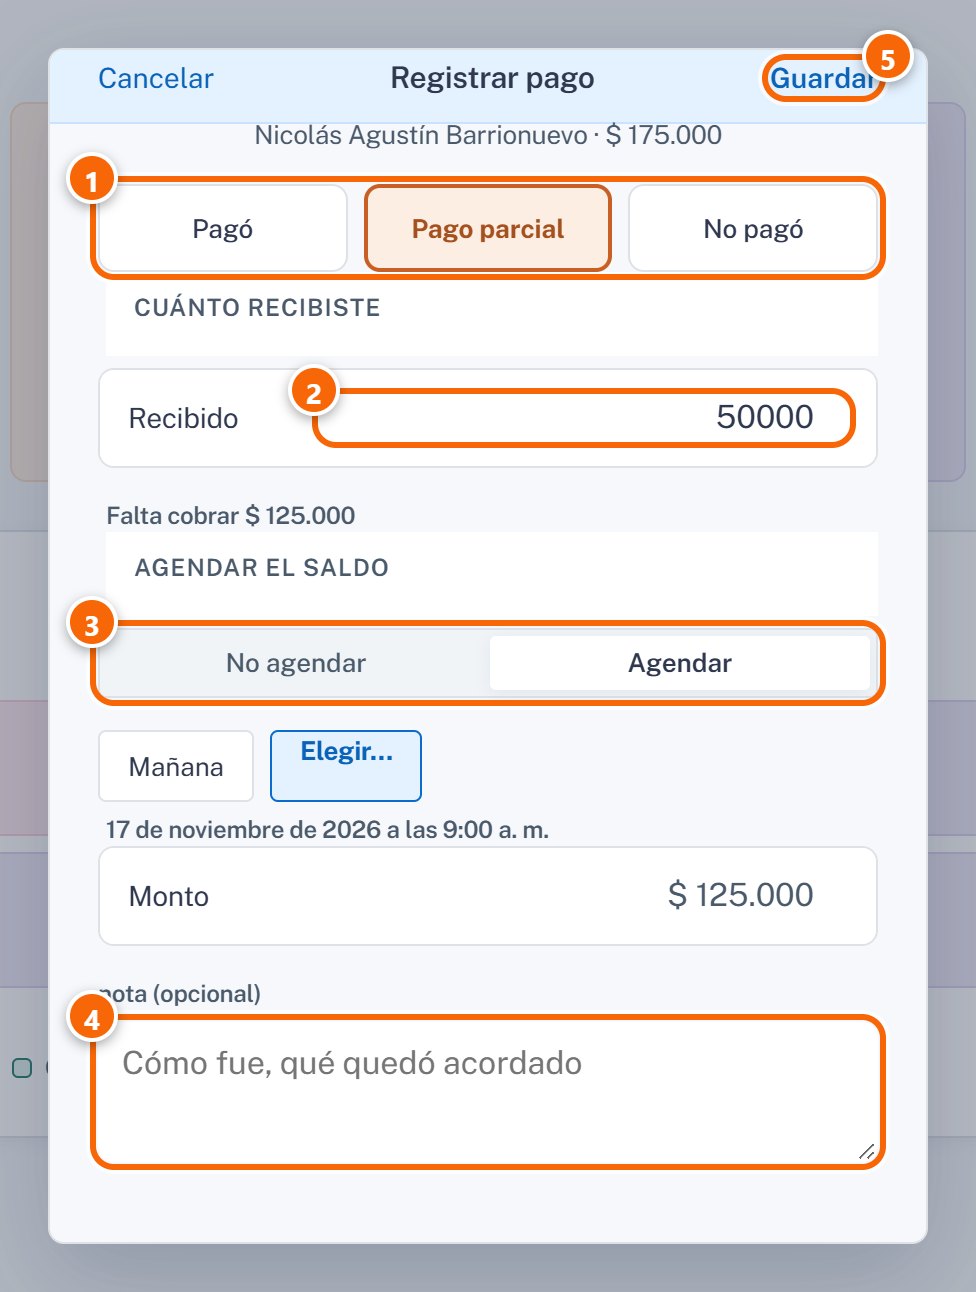 Cancelar Registrar pago Guardar 5
Nicolás Agustín Barrionuevo · $ 175.000
1
Pagó Pago parcial No pagó
CUÁNTO RECIBISTE
2
Recibido 50000
Falta cobrar $ 125.000
AGENDAR EL SALDO
3
No agendar Agendar
Mañana Elegir...
17 de noviembre de 2026 a las 9:00 a. m.
Monto $ 125.000
nota (opcional)
4
Cómo fue, qué quedó acordado